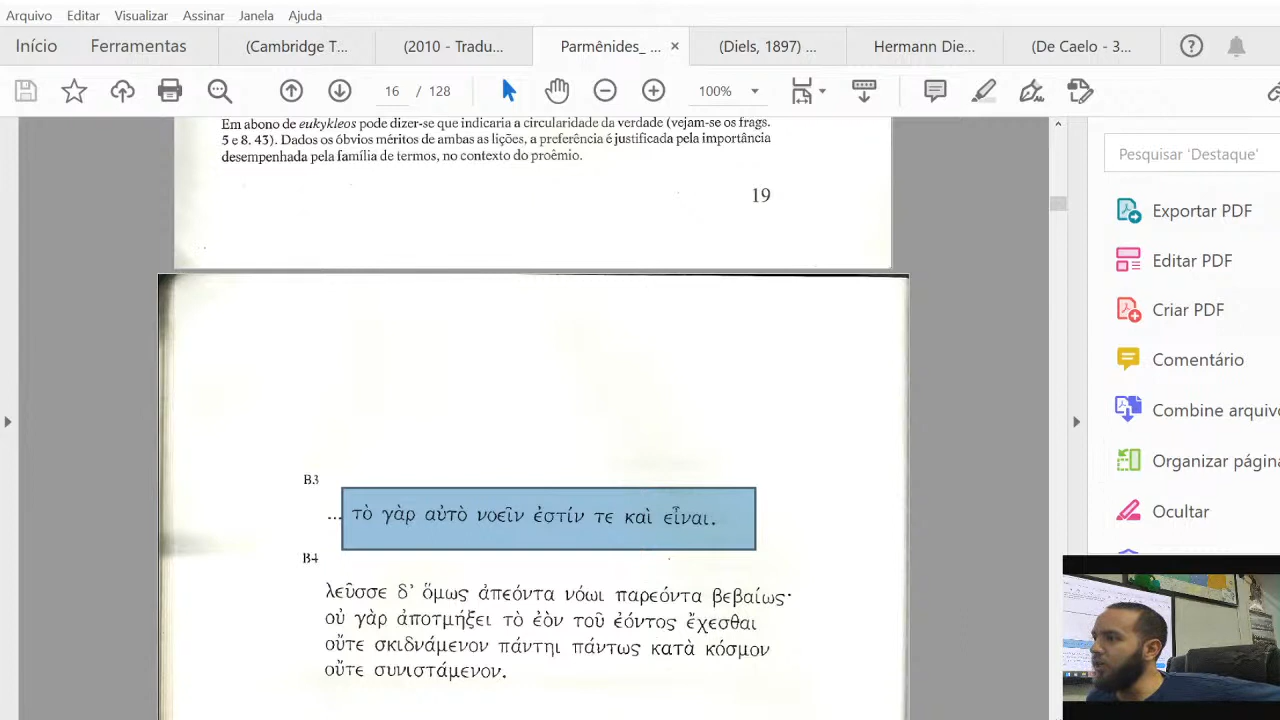 Arquivo Editar Visualizar Assinar Janela Ajuda
Início Ferramentas (Cambridge T... (2010 - Tradu... Parmênides_ ... × (Diels, 1897) ... Hermann Die... (De Caelo - 3...
16 / 128 100%
Em abono de eukykleos pode dizer-se que indicaria a circularidade da verdade (vejam-se os frags.
5 e 8. 43). Dados os óbvios méritos de ambas as lições, a preferência é justificada pela importância
desempenhada pela família de termos, no contexto do proêmio.
19
B3
... τὸ γὰρ αὐτὸ νοεῖν ἐστίν τε καὶ εἶναι.
B4
λεῦσσε δ' ὅμως ἀπεόντα νόωι παρεόντα βεβαίως·
οὐ γὰρ ἀποτμήξει τὸ ἐὸν τοῦ ἐόντος ἔχεσθαι
οὔτε σκιδνάμενον πάντηι πάντως κατὰ κόσμον
οὔτε συνιστάμενον.
Pesquisar 'Destaque'
Exportar PDF
Editar PDF
Criar PDF
Comentário
Combine arquivo
Organizar página
Ocultar